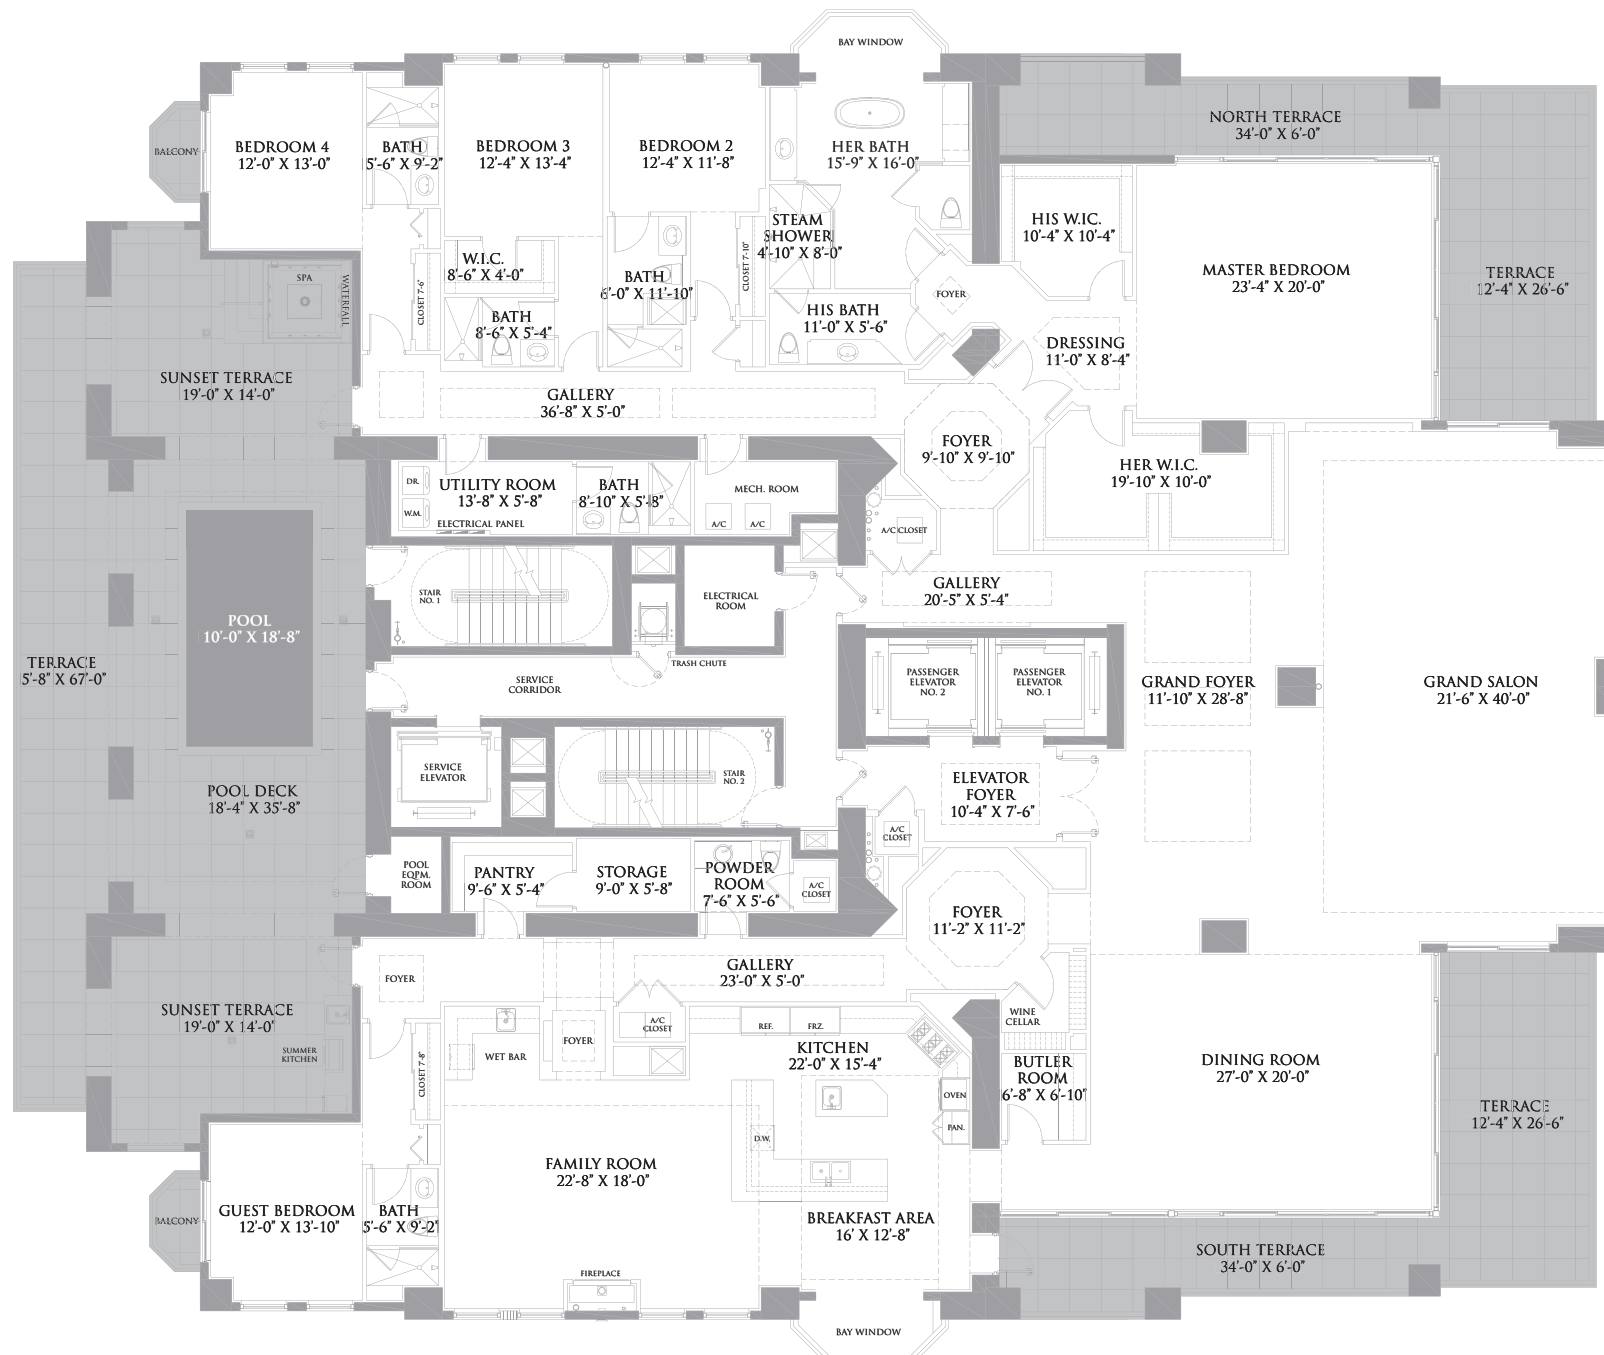 BAY WINDOW
NORTH TERRACE
34'-0" X 6'-0"
BALCONY
BEDROOM 4
12'-0" X 13'-0"
BATH
5'-6" X 9'-2"
BEDROOM 3
12'-4" X 13'-4"
BEDROOM 2
12'-4" X 11'-8"
HER BATH
15'-9" X 16'-0"
STEAM
SHOWER
4'-10" X 8'-0"
HIS W.I.C.
10'-4" X 10'-4"
MASTER BEDROOM
23'-4" X 20'-0"
TERRACE
12'-4" X 26'-6"
SPA
WATERFALL
CLOSET 7'-6"
W.I.C.
8'-6" X 4'-0"
BATH
8'-6" X 5'-4"
BATH
6'-0" X 11'-10"
CLOSET 7'-10"
HIS BATH
11'-0" X 5'-6"
FOYER
DRESSING
11'-0" X 8'-4"
SUNSET TERRACE
19'-0" X 14'-0"
GALLERY
36'-8" X 5'-0"
FOYER
9'-10" X 9'-10"
HER W.I.C.
19'-10" X 10'-0"
DR.
W.M.
UTILITY ROOM
13'-8" X 5'-8"
ELECTRICAL PANEL
BATH
8'-10" X 5'-8"
MECH. ROOM
A/C
A/C
A/C CLOSET
GALLERY
20'-5" X 5'-4"
STAIR
NO. 1
ELECTRICAL
ROOM
POOL
10'-0" X 18'-8"
TERRACE
5'-8" X 67'-0"
TRASH CHUTE
SERVICE
CORRIDOR
PASSENGER
ELEVATOR
NO. 2
PASSENGER
ELEVATOR
NO. 1
GRAND FOYER
11'-10" X 28'-8"
GRAND SALON
21'-6" X 40'-0"
POOL DECK
18'-4" X 35'-8"
SERVICE
ELEVATOR
STAIR
NO. 2
ELEVATOR
FOYER
10'-4" X 7'-6"
A/C
CLOSET
POOL
EQPM.
ROOM
PANTRY
9'-6" X 5'-4"
STORAGE
9'-0" X 5'-8"
POWDER
ROOM
7'-6" X 5'-6"
A/C
CLOSET
FOYER
11'-2" X 11'-2"
FOYER
GALLERY
23'-0" X 5'-0"
SUNSET TERRACE
19'-0" X 14'-0"
SUMMER
KITCHEN
WET BAR
FOYER
A/C
CLOSET
REF.
FRZ.
WINE
CELLAR
KITCHEN
22'-0" X 15'-4"
CLOSET 7'-8"
BUTLER
ROOM
6'-8" X 6'-10"
OVEN
PAN.
DINING ROOM
27'-0" X 20'-0"
TERRACE
12'-4" X 26'-6"
D.W.
FAMILY ROOM
22'-8" X 18'-0"
BALCONY
GUEST BEDROOM
12'-0" X 13'-10"
BATH
5'-6" X 9'-2"
BREAKFAST AREA
16' X 12'-8"
SOUTH TERRACE
34'-0" X 6'-0"
FIREPLACE
BAY WINDOW